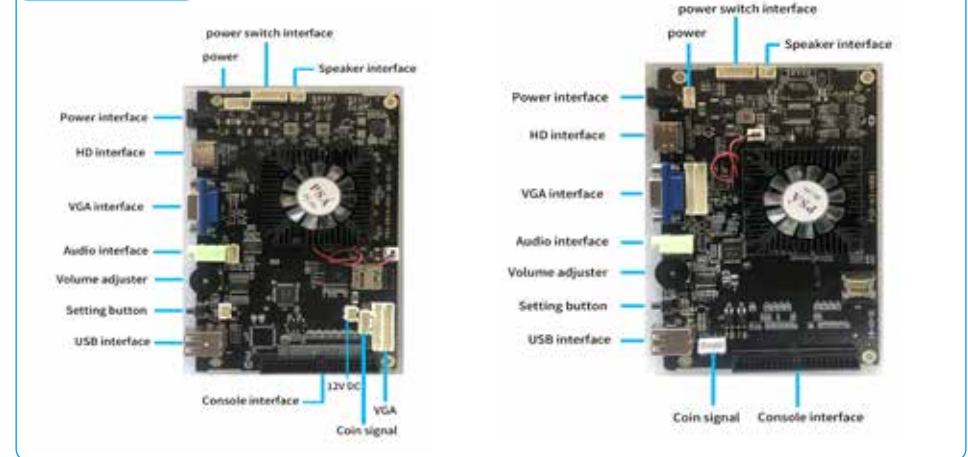 power switch interface
power
Speaker interface
Power interface
HD interface
VGA interface
Audio interface
Volume adjuster
Setting button
USB interface
Console interface
12V DC
VGA
Coin signal
PSA
power switch interface
power
Speaker interface
Power interface
HD interface
VGA interface
Audio interface
Volume adjuster
Setting button
USB interface
Coin signal
Console interface
PSA